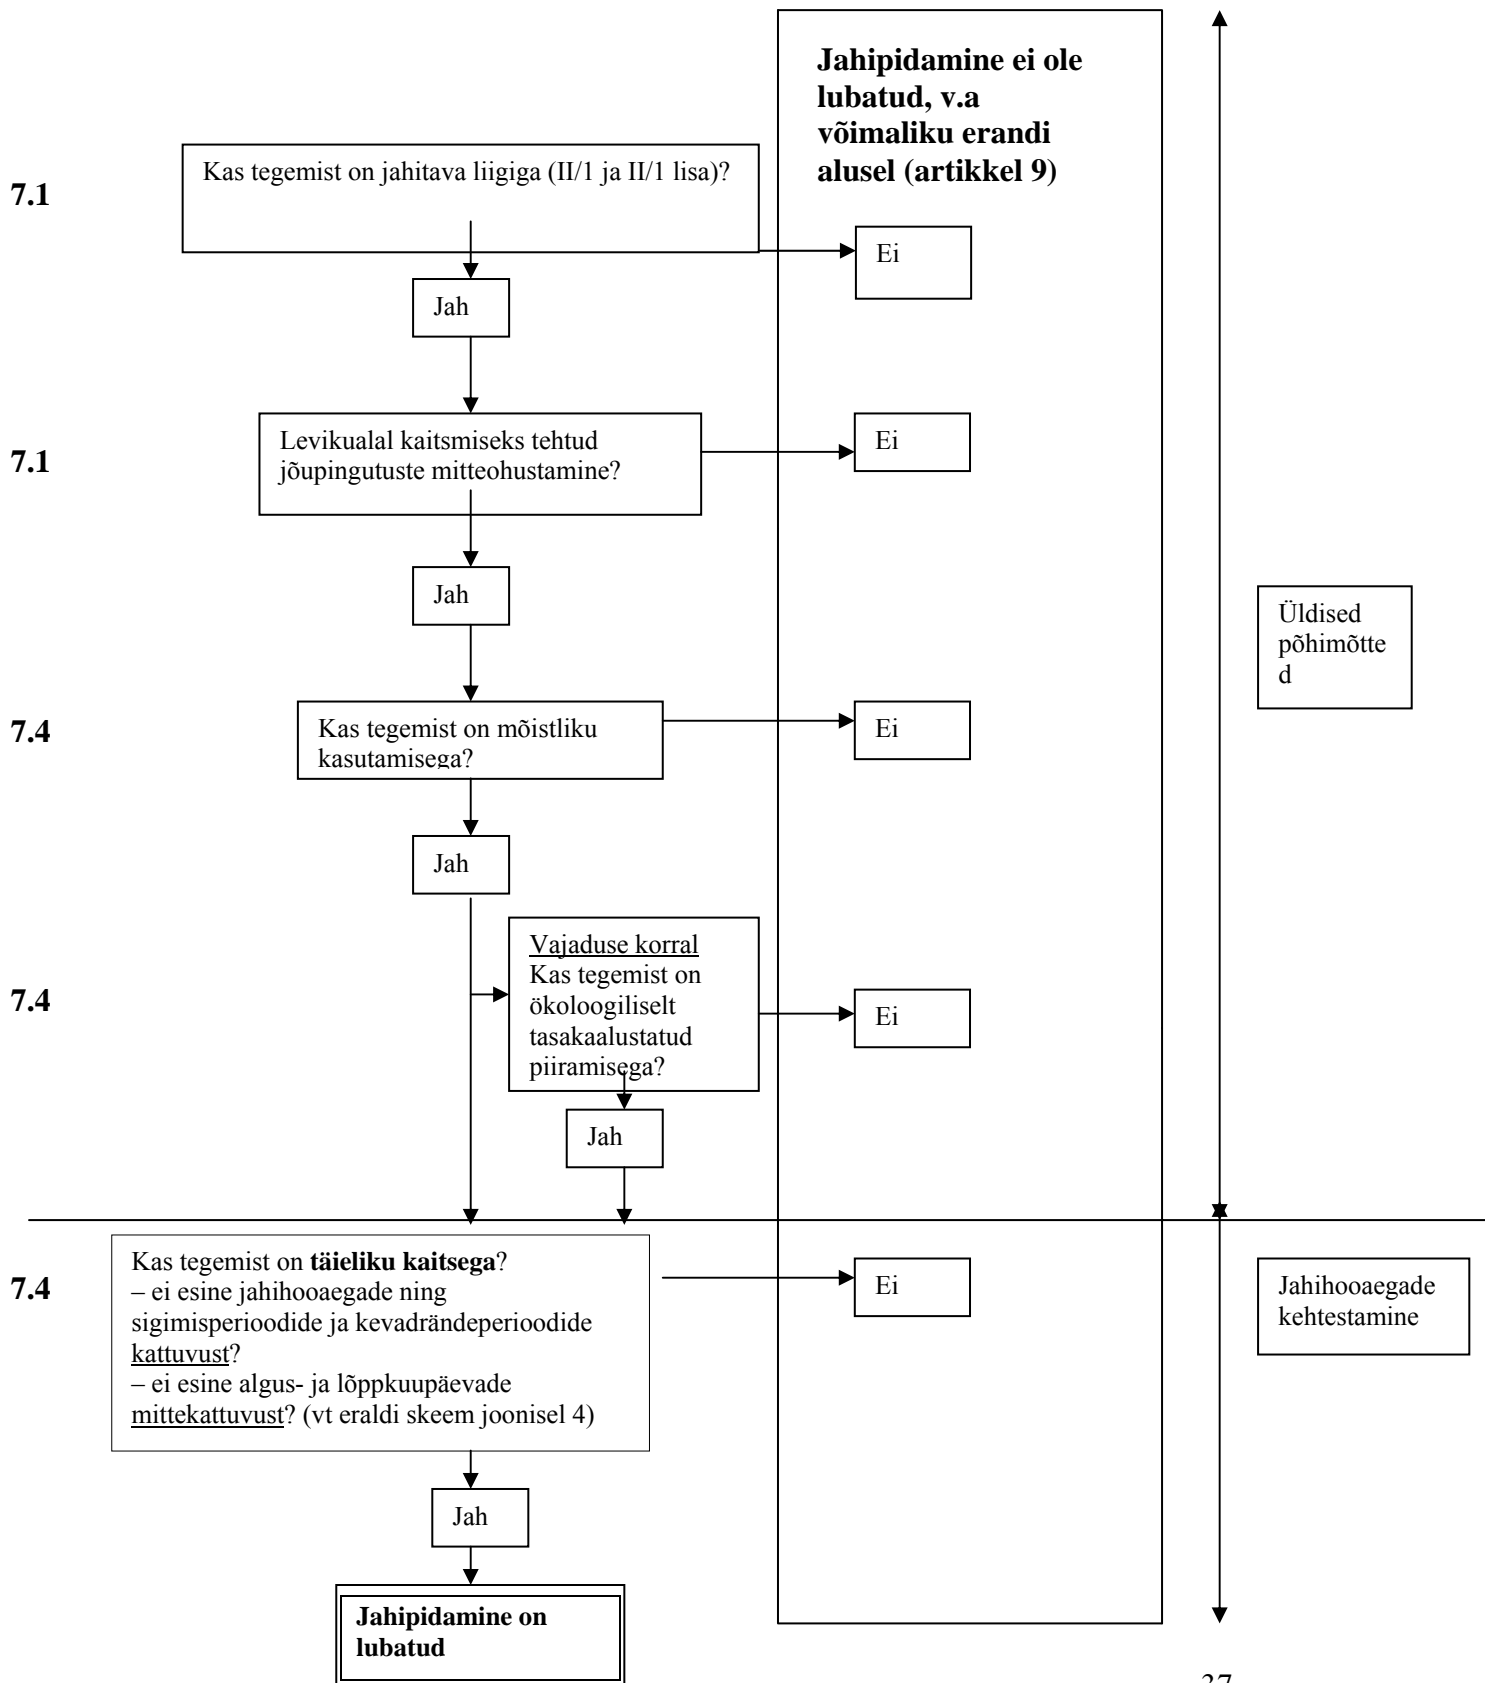 Jahipidamine ei ole
lubatud, v.a
võimaliku erandi
alusel (artikkel 9)
7.1
Kas tegemist on jahitava liigiga (II/1 ja II/1 lisa)?
Ei
Jah
7.1
Levikualal kaitsmiseks tehtud
jõupingutuste mitteohustamine?
Ei
Jah
Üldised
põhimõtte
d
7.4
Kas tegemist on mõistliku
kasutamisega?
Ei
Jah
7.4
Vajaduse korral
Kas tegemist on
ökoloogiliselt
tasakaalustatud
piiramisega?
Ei
Jah
7.4
Kas tegemist on täieliku kaitsega?
– ei esine jahihooaegade ning
sigimisperioodide ja kevadrändeperioodide
kattuvust?
– ei esine algus- ja lõppkuupäevade
mittekattuvust? (vt eraldi skeem joonisel 4)
Ei
Jahihooaegade
kehtestamine
Jah
Jahipidamine on
lubatud
37